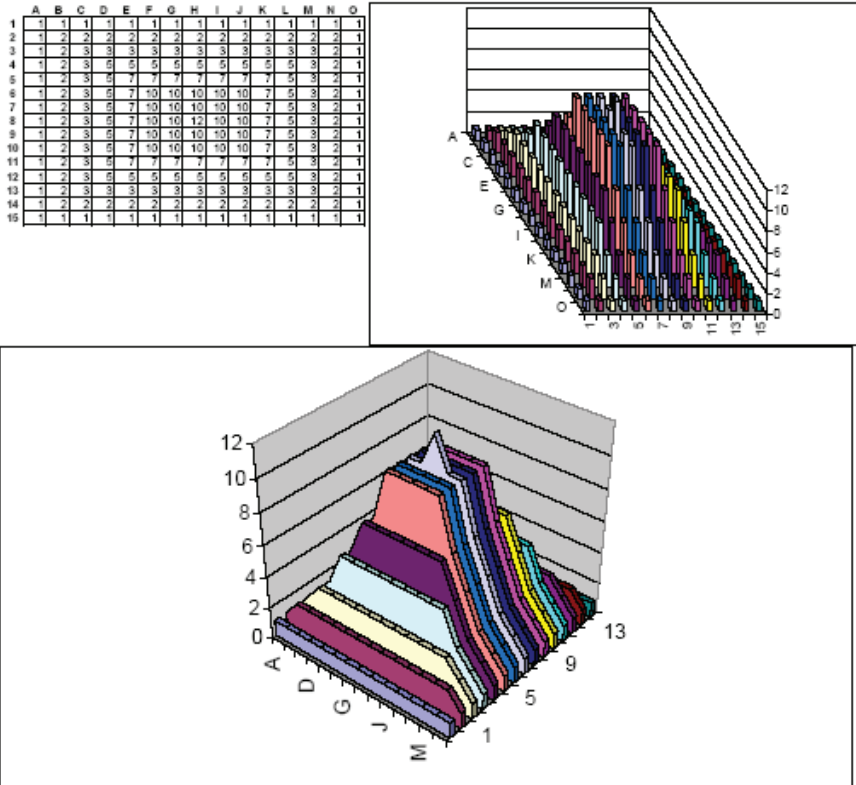 A B C D E F G H I J K L M N O
1 1 1 1 1 1 1 1 1 1 1 1 1 1 1 1
2 1 2 2 2 2 2 2 2 2 2 2 2 2 2 1
3 1 2 3 3 3 3 3 3 3 3 3 3 3 2 1
4 1 2 3 5 5 5 5 5 5 5 5 5 3 2 1
5 1 2 3 5 7 7 7 7 7 7 7 5 3 2 1
6 1 2 3 5 7 10 10 10 10 10 7 5 3 2 1
7 1 2 3 5 7 10 10 10 10 10 7 5 3 2 1
8 1 2 3 5 7 10 10 12 10 10 7 5 3 2 1
9 1 2 3 5 7 10 10 10 10 10 7 5 3 2 1
10 1 2 3 5 7 10 10 10 10 10 7 5 3 2 1
11 1 2 3 5 7 7 7 7 7 7 7 5 3 2 1
12 1 2 3 5 5 5 5 5 5 5 5 5 3 2 1
13 1 2 3 3 3 3 3 3 3 3 3 3 3 2 1
14 1 2 2 2 2 2 2 2 2 2 2 2 2 2 1
15 1 1 1 1 1 1 1 1 1 1 1 1 1 1 1
A
C
E
G
I
K
M
O
12
10
8
6
4
2
0
1 3 5 7 9 11 13 15
12
10
8
6
4
2
0
A
D
G
J
M
1
5
9
13